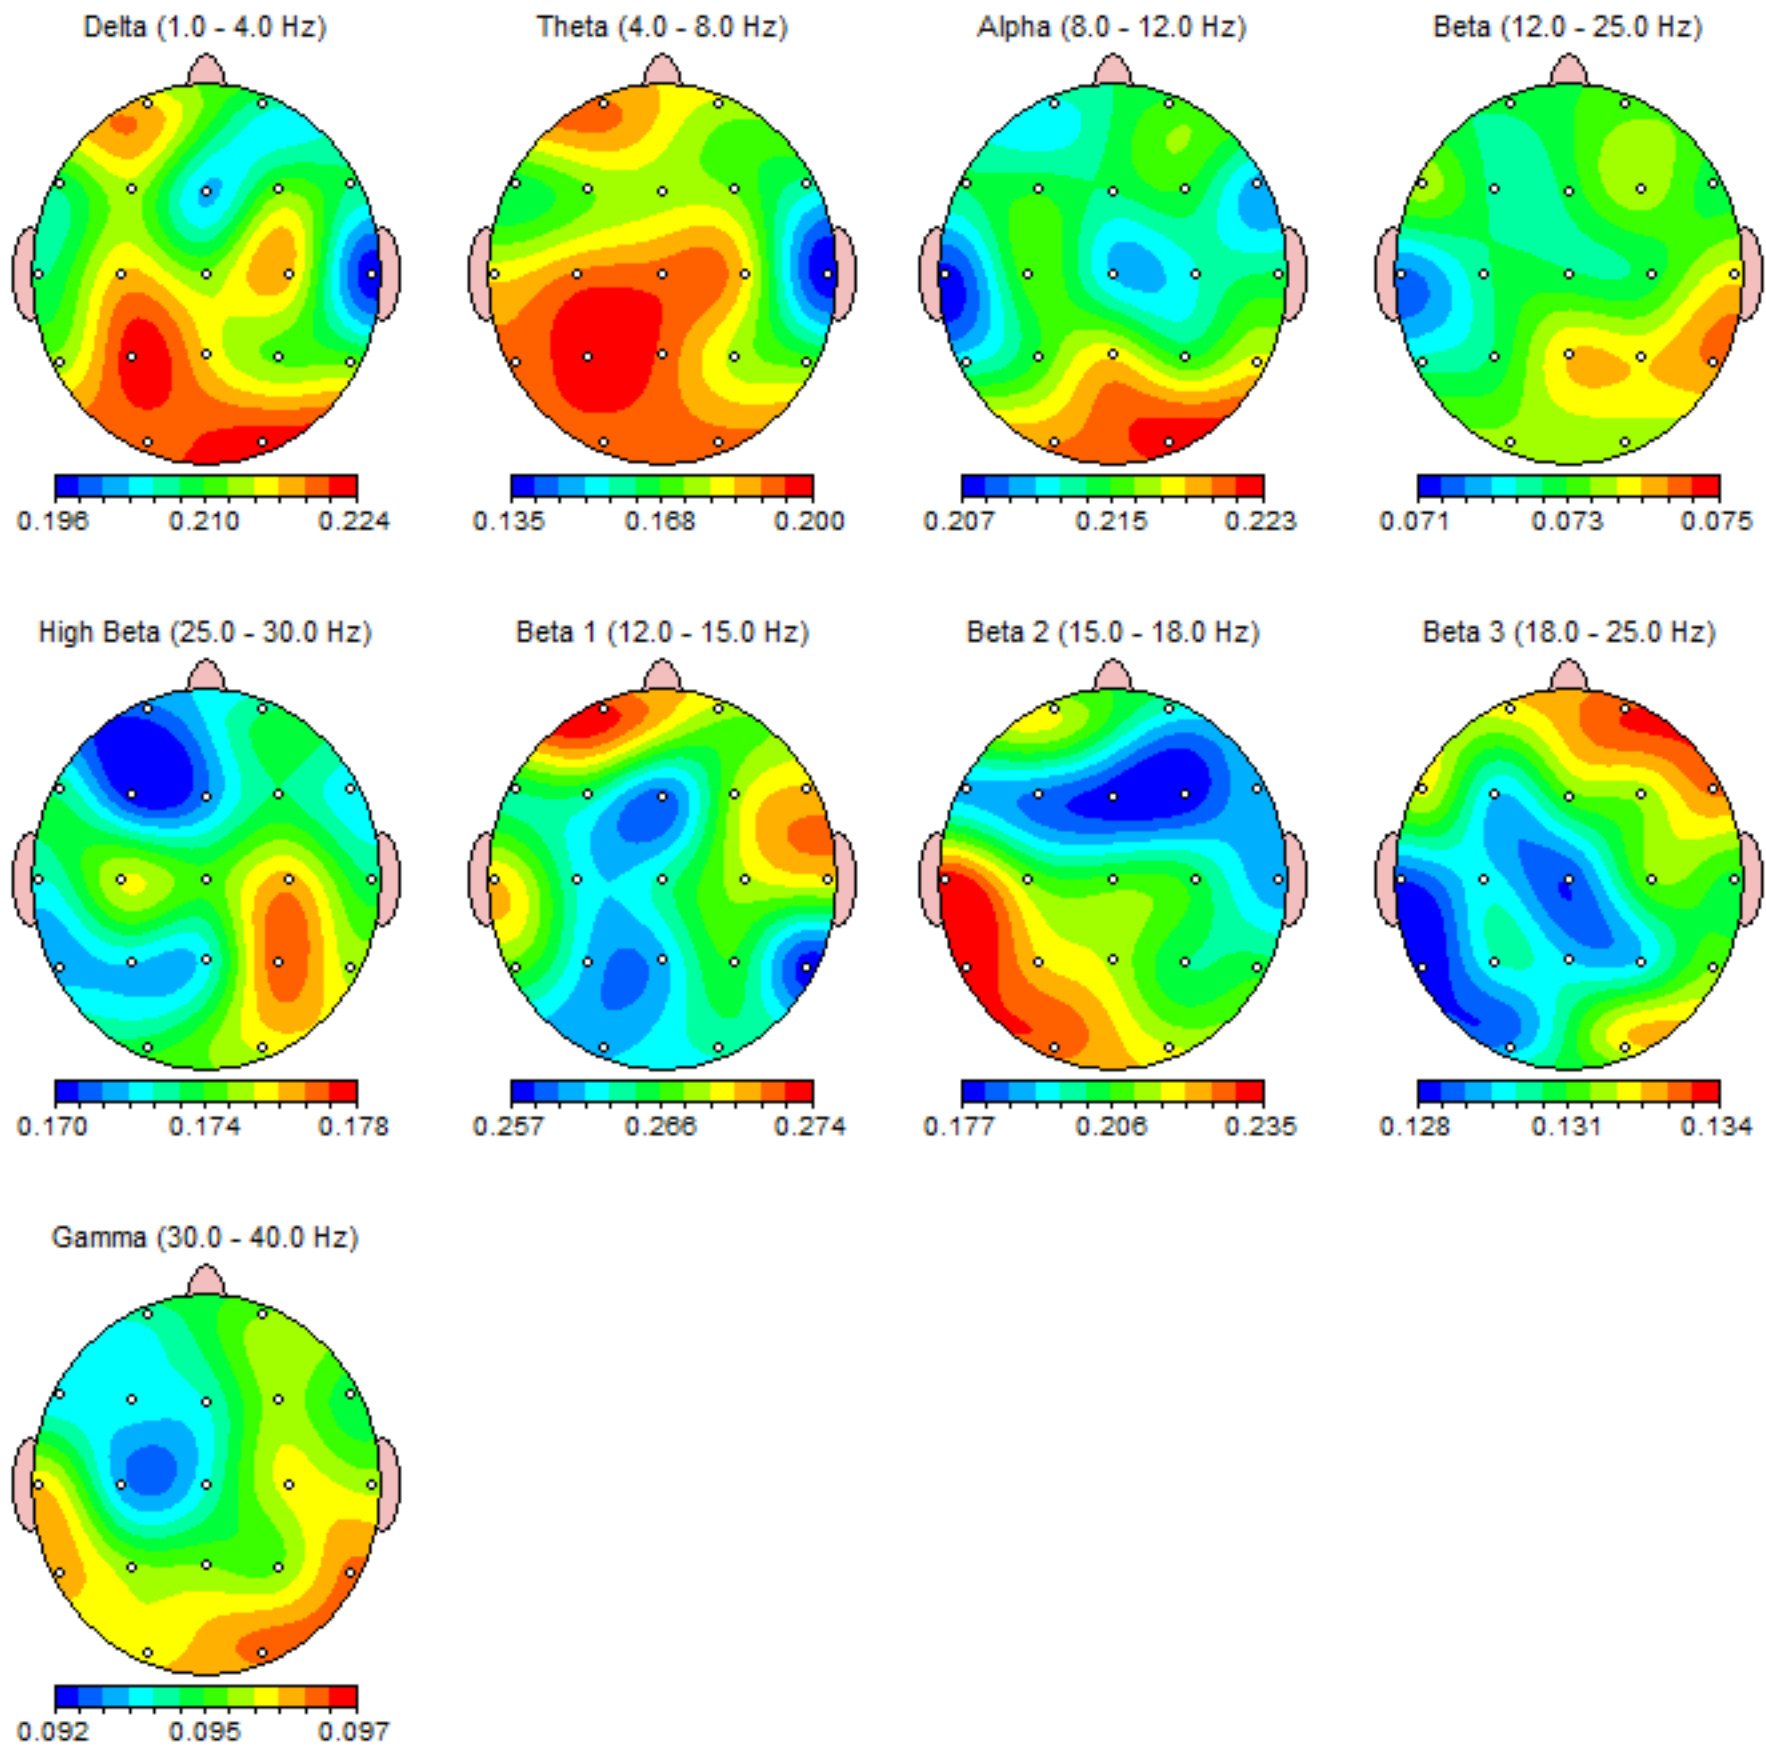 Delta (1.0 - 4.0 Hz)
Theta (4.0 - 8.0 Hz)
Alpha (8.0 - 12.0 Hz)
Beta (12.0 - 25.0 Hz)
0.196 0.210 0.224
0.135 0.168 0.200
0.207 0.215 0.223
0.071 0.073 0.075
High Beta (25.0 - 30.0 Hz)
Beta 1 (12.0 - 15.0 Hz)
Beta 2 (15.0 - 18.0 Hz)
Beta 3 (18.0 - 25.0 Hz)
0.170 0.174 0.178
0.257 0.266 0.274
0.177 0.206 0.235
0.128 0.131 0.134
Gamma (30.0 - 40.0 Hz)
0.092 0.095 0.097